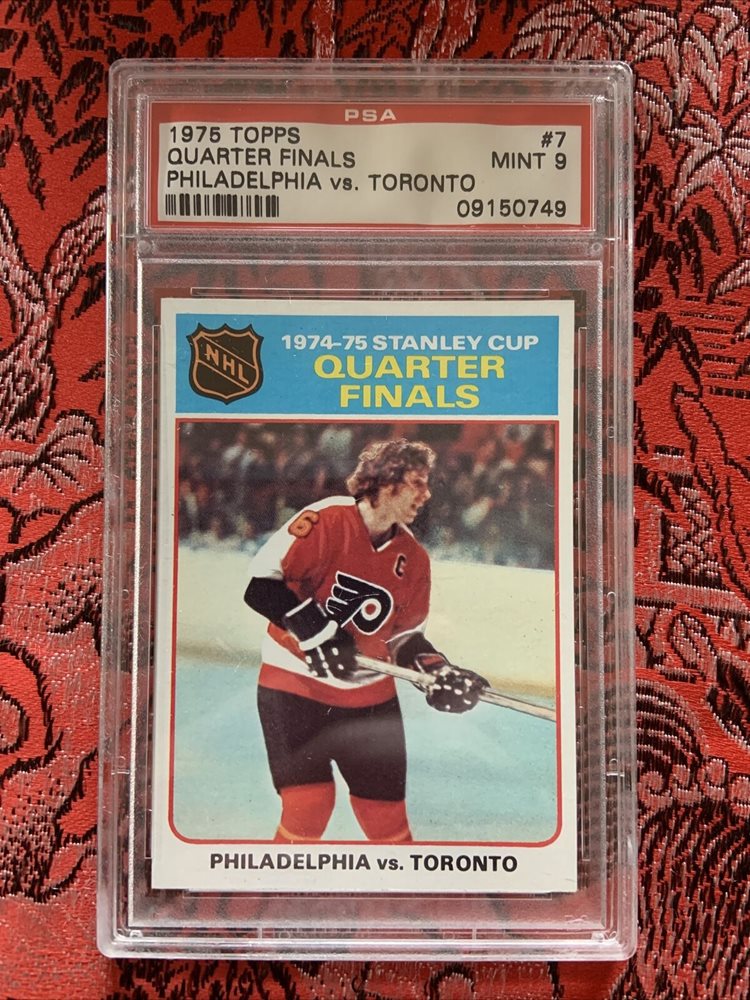 PSA
1975 TOPPS #7
QUARTER FINALS MINT 9
PHILADELPHIA vs. TORONTO
09150749
NHL
1974-75 STANLEY CUP
QUARTER
FINALS
6
C
P
PHILADELPHIA vs. TORONTO